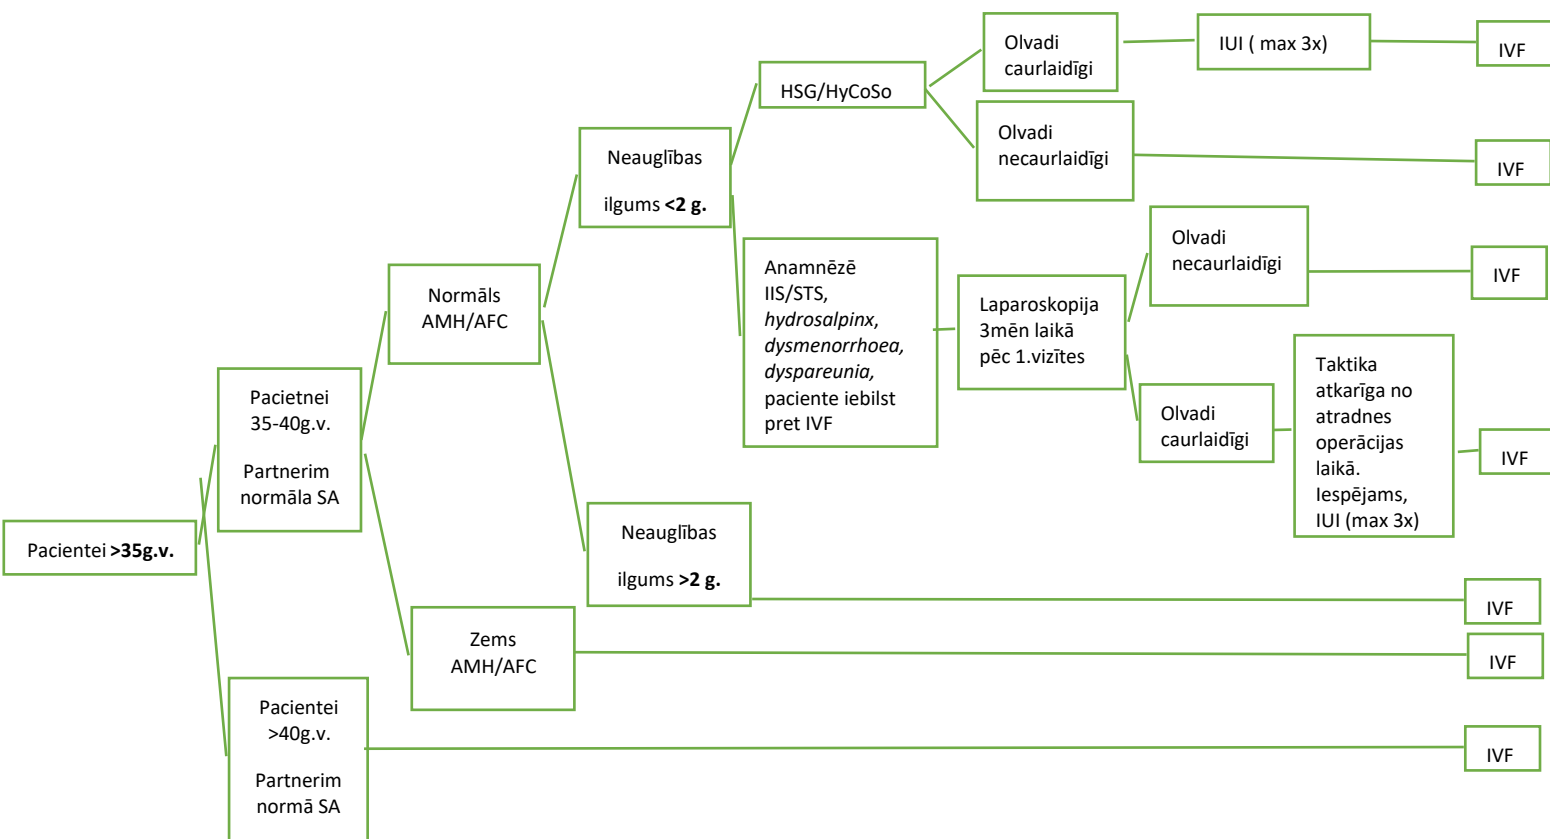 Olvadi
caurlaidīgi
IUI ( max 3x)
IVF
HSG/HyCoSo
Olvadi
necaurlaidīgi
IVF
Neauglības
ilgums <2 g.
Olvadi
necaurlaidīgi
IVF
Anamnēzē
IIS/STS,
hydrosalpinx,
dysmenorrhoea,
dyspareunia,
paciente iebilst
pret IVF
Laparoskopija
3mēn laikā
pēc 1.vizītes
Normāls
AMH/AFC
Taktika
atkarīga no
atradnes
operācijas
laikā.
Iespējams,
IUI (max 3x)
Olvadi
caurlaidīgi
IVF
Pacietnei
35-40g.v.
Partnerim
normāla SA
Pacientei >35g.v.
Neauglības
ilgums >2 g.
IVF
Zems
AMH/AFC
IVF
Pacientei
>40g.v.
Partnerim
normā SA
IVF